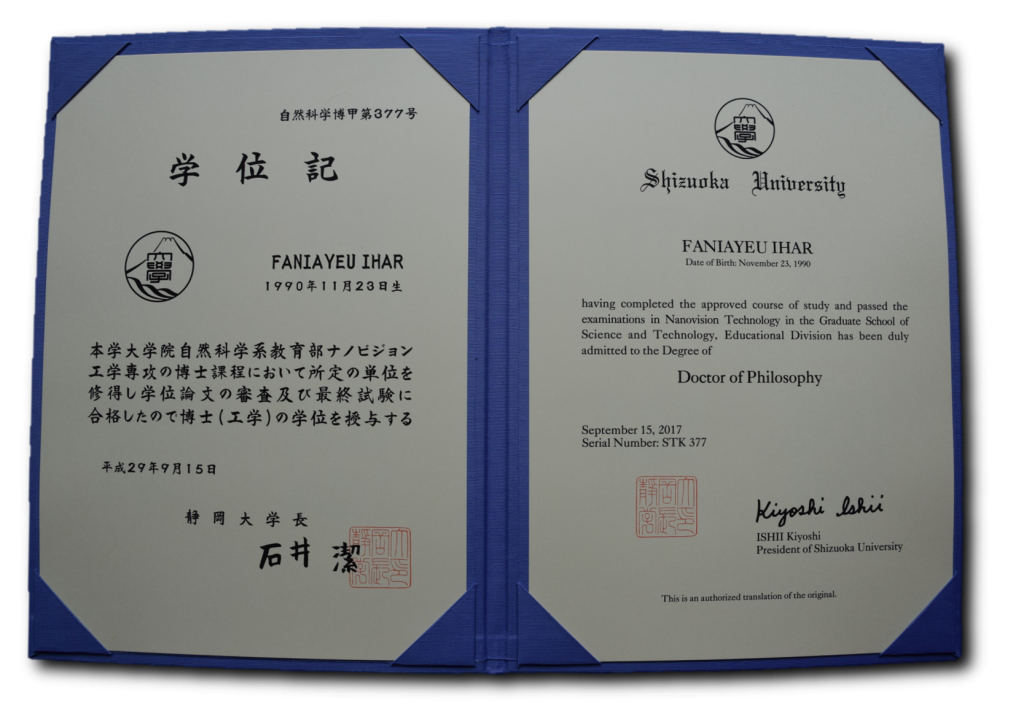 自然科学博甲第377号
学位記
FANIAYEU IHAR
1990年11月23日生
本学大学院自然科学系教育部ナノビジョン
工学専攻の博士課程において所定の単位を
修得し学位論文の審査及び最終試験に
合格したので博士(工学)の学位を授与する
平成29年9月15日
静岡大学長
石井 潔
Shizuoka University
FANIAYEU IHAR
Date of Birth: November 23, 1990
having completed the approved course of study and passed the
examinations in Nanovision Technology in the Graduate School of
Science and Technology, Educational Division has been duly
admitted to the Degree of
Doctor of Philosophy
September 15, 2017
Serial Number: STK 377
Kiyoshi Ishii
ISHII Kiyoshi
President of Shizuoka University
This is an authorized translation of the original.